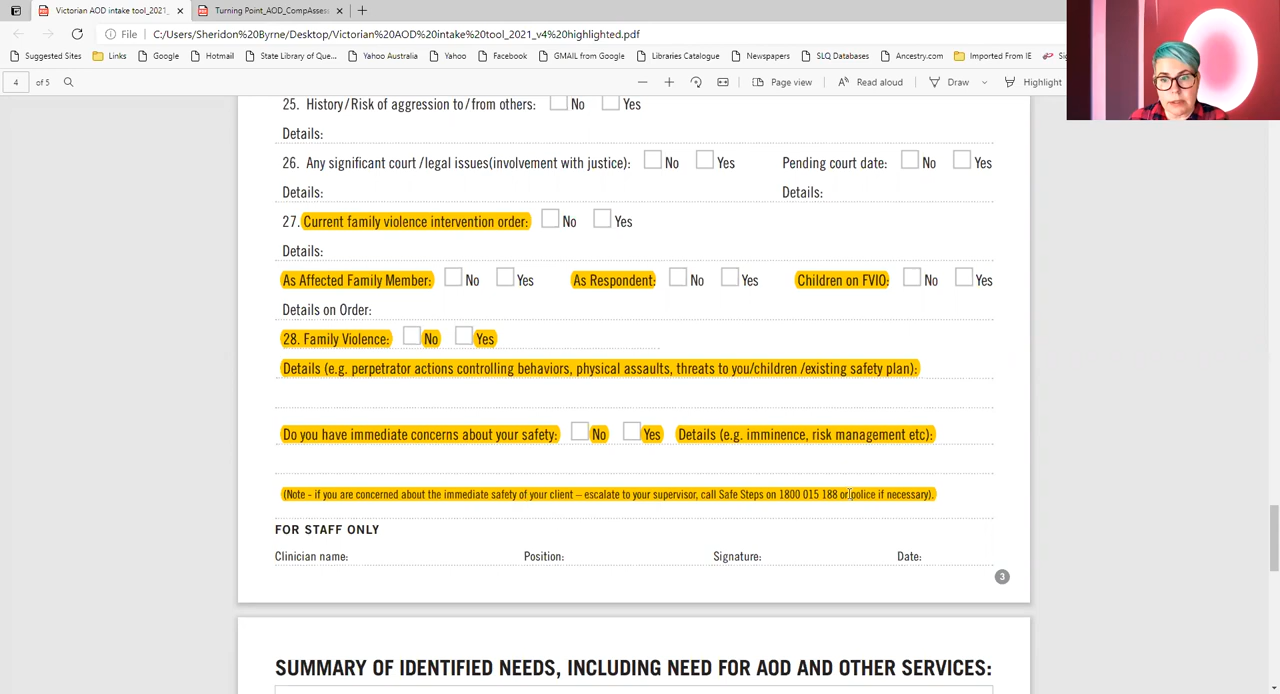 Victorian AOD intake tool_2021_v4
Turning Point_AOD_CompAsses
File C:/Users/Sheridon%20Byrne/Desktop/Victorian%20AOD%20intake%20tool_2021_v4%20highlighted.pdf
Suggested Sites Links Google Hotmail State Library of Que... Yahoo Australia Yahoo Facebook GMAIL from Google Libraries Catalogue Newspapers SLQ Databases Ancestry.com Imported From IE
4 of 5 Page view Read aloud Draw Highlight
25. History/Risk of aggression to/from others: No Yes
Details:
26. Any significant court /legal issues(involvement with justice): No Yes Pending court date: No Yes
Details: Details:
27. Current family violence intervention order: No Yes
Details:
As Affected Family Member: No Yes As Respondent: No Yes Children on FVIO: No Yes
Details on Order:
28. Family Violence: No Yes
Details (e.g. perpetrator actions controlling behaviors, physical assaults, threats to you/children /existing safety plan):
Do you have immediate concerns about your safety: No Yes Details (e.g. imminence, risk management etc):
(Note - if you are concerned about the immediate safety of your client – escalate to your supervisor, call Safe Steps on 1800 015 188 or police if necessary).
FOR STAFF ONLY
Clinician name: Position: Signature: Date:
3
SUMMARY OF IDENTIFIED NEEDS, INCLUDING NEED FOR AOD AND OTHER SERVICES: